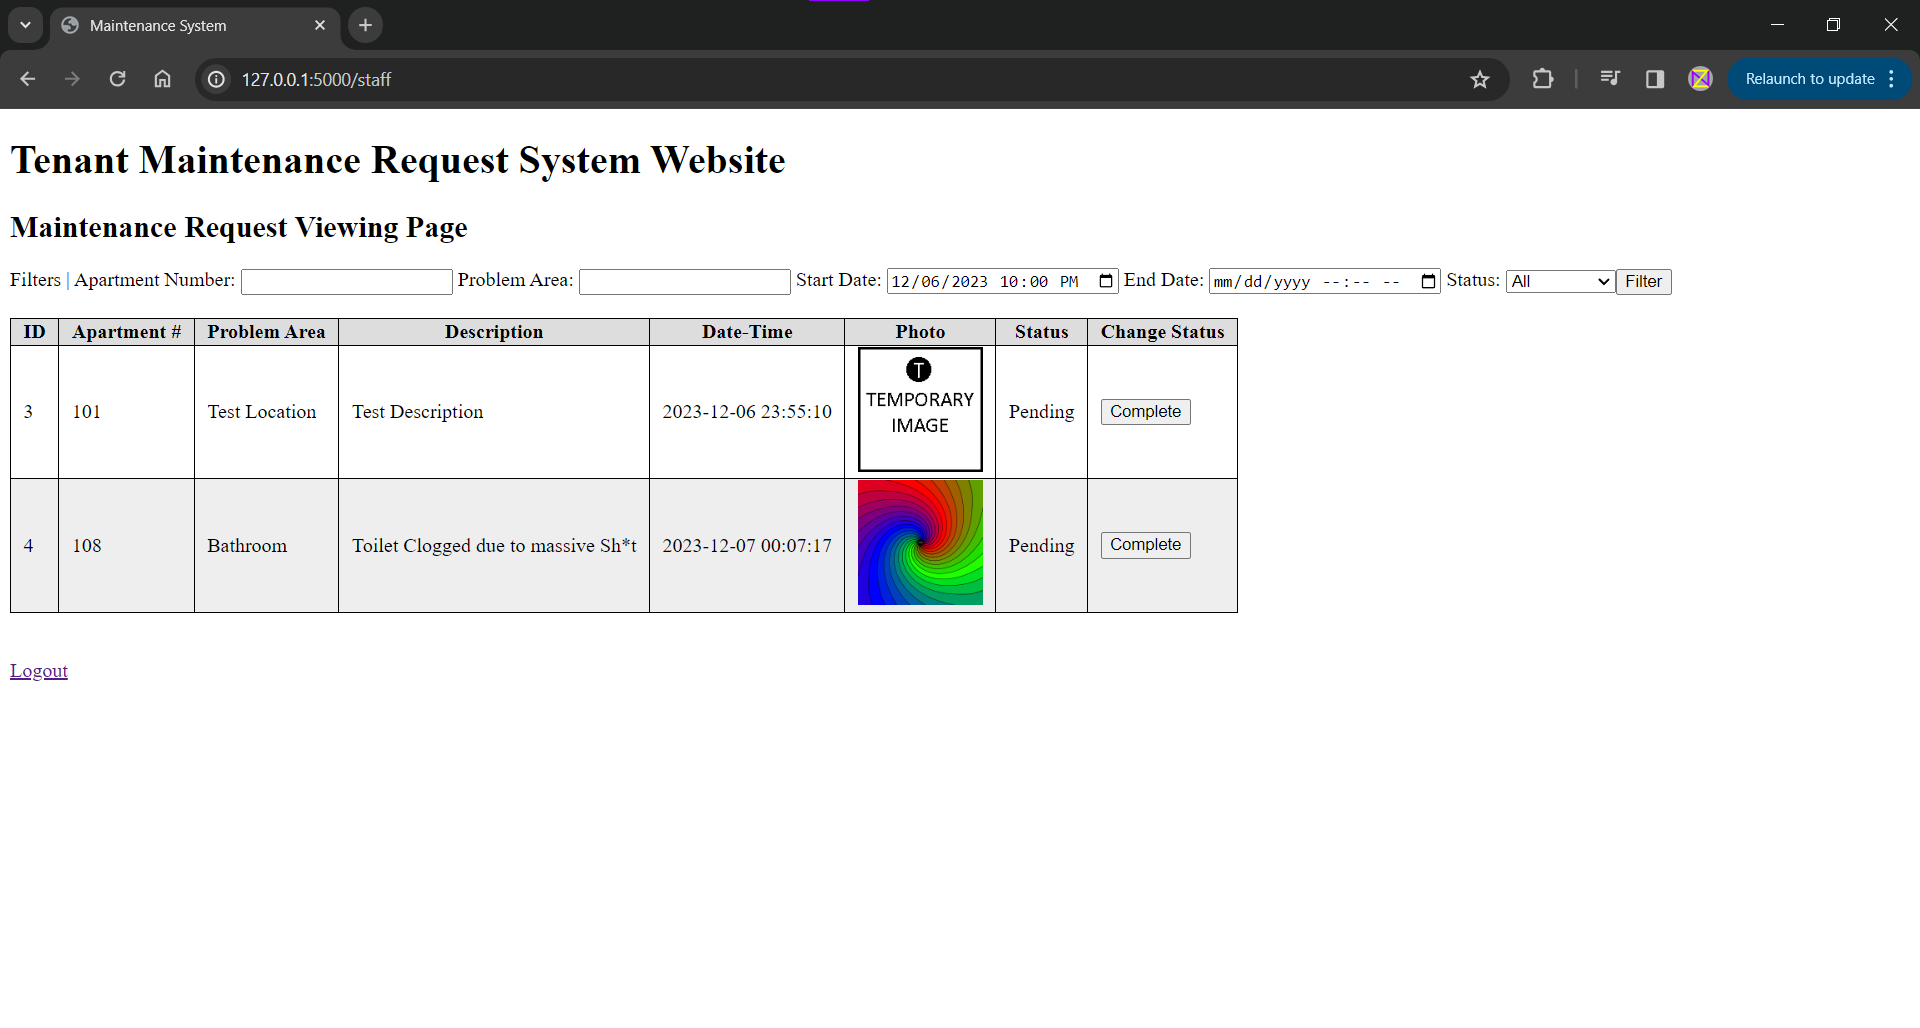 Maintenance System
127.0.0.1:5000/staff
Relaunch to update
Tenant Maintenance Request System Website
Maintenance Request Viewing Page
Filters | Apartment Number: Problem Area: Start Date: 12/06/2023 10:00 PM End Date: mm/dd/yyyy --:-- -- Status: All Filter
ID Apartment # Problem Area Description Date-Time Photo Status Change Status
T
TEMPORARY
IMAGE
3 101 Test Location Test Description 2023-12-06 23:55:10 Pending Complete
4 108 Bathroom Toilet Clogged due to massive Sh*t 2023-12-07 00:07:17 Pending Complete
Logout